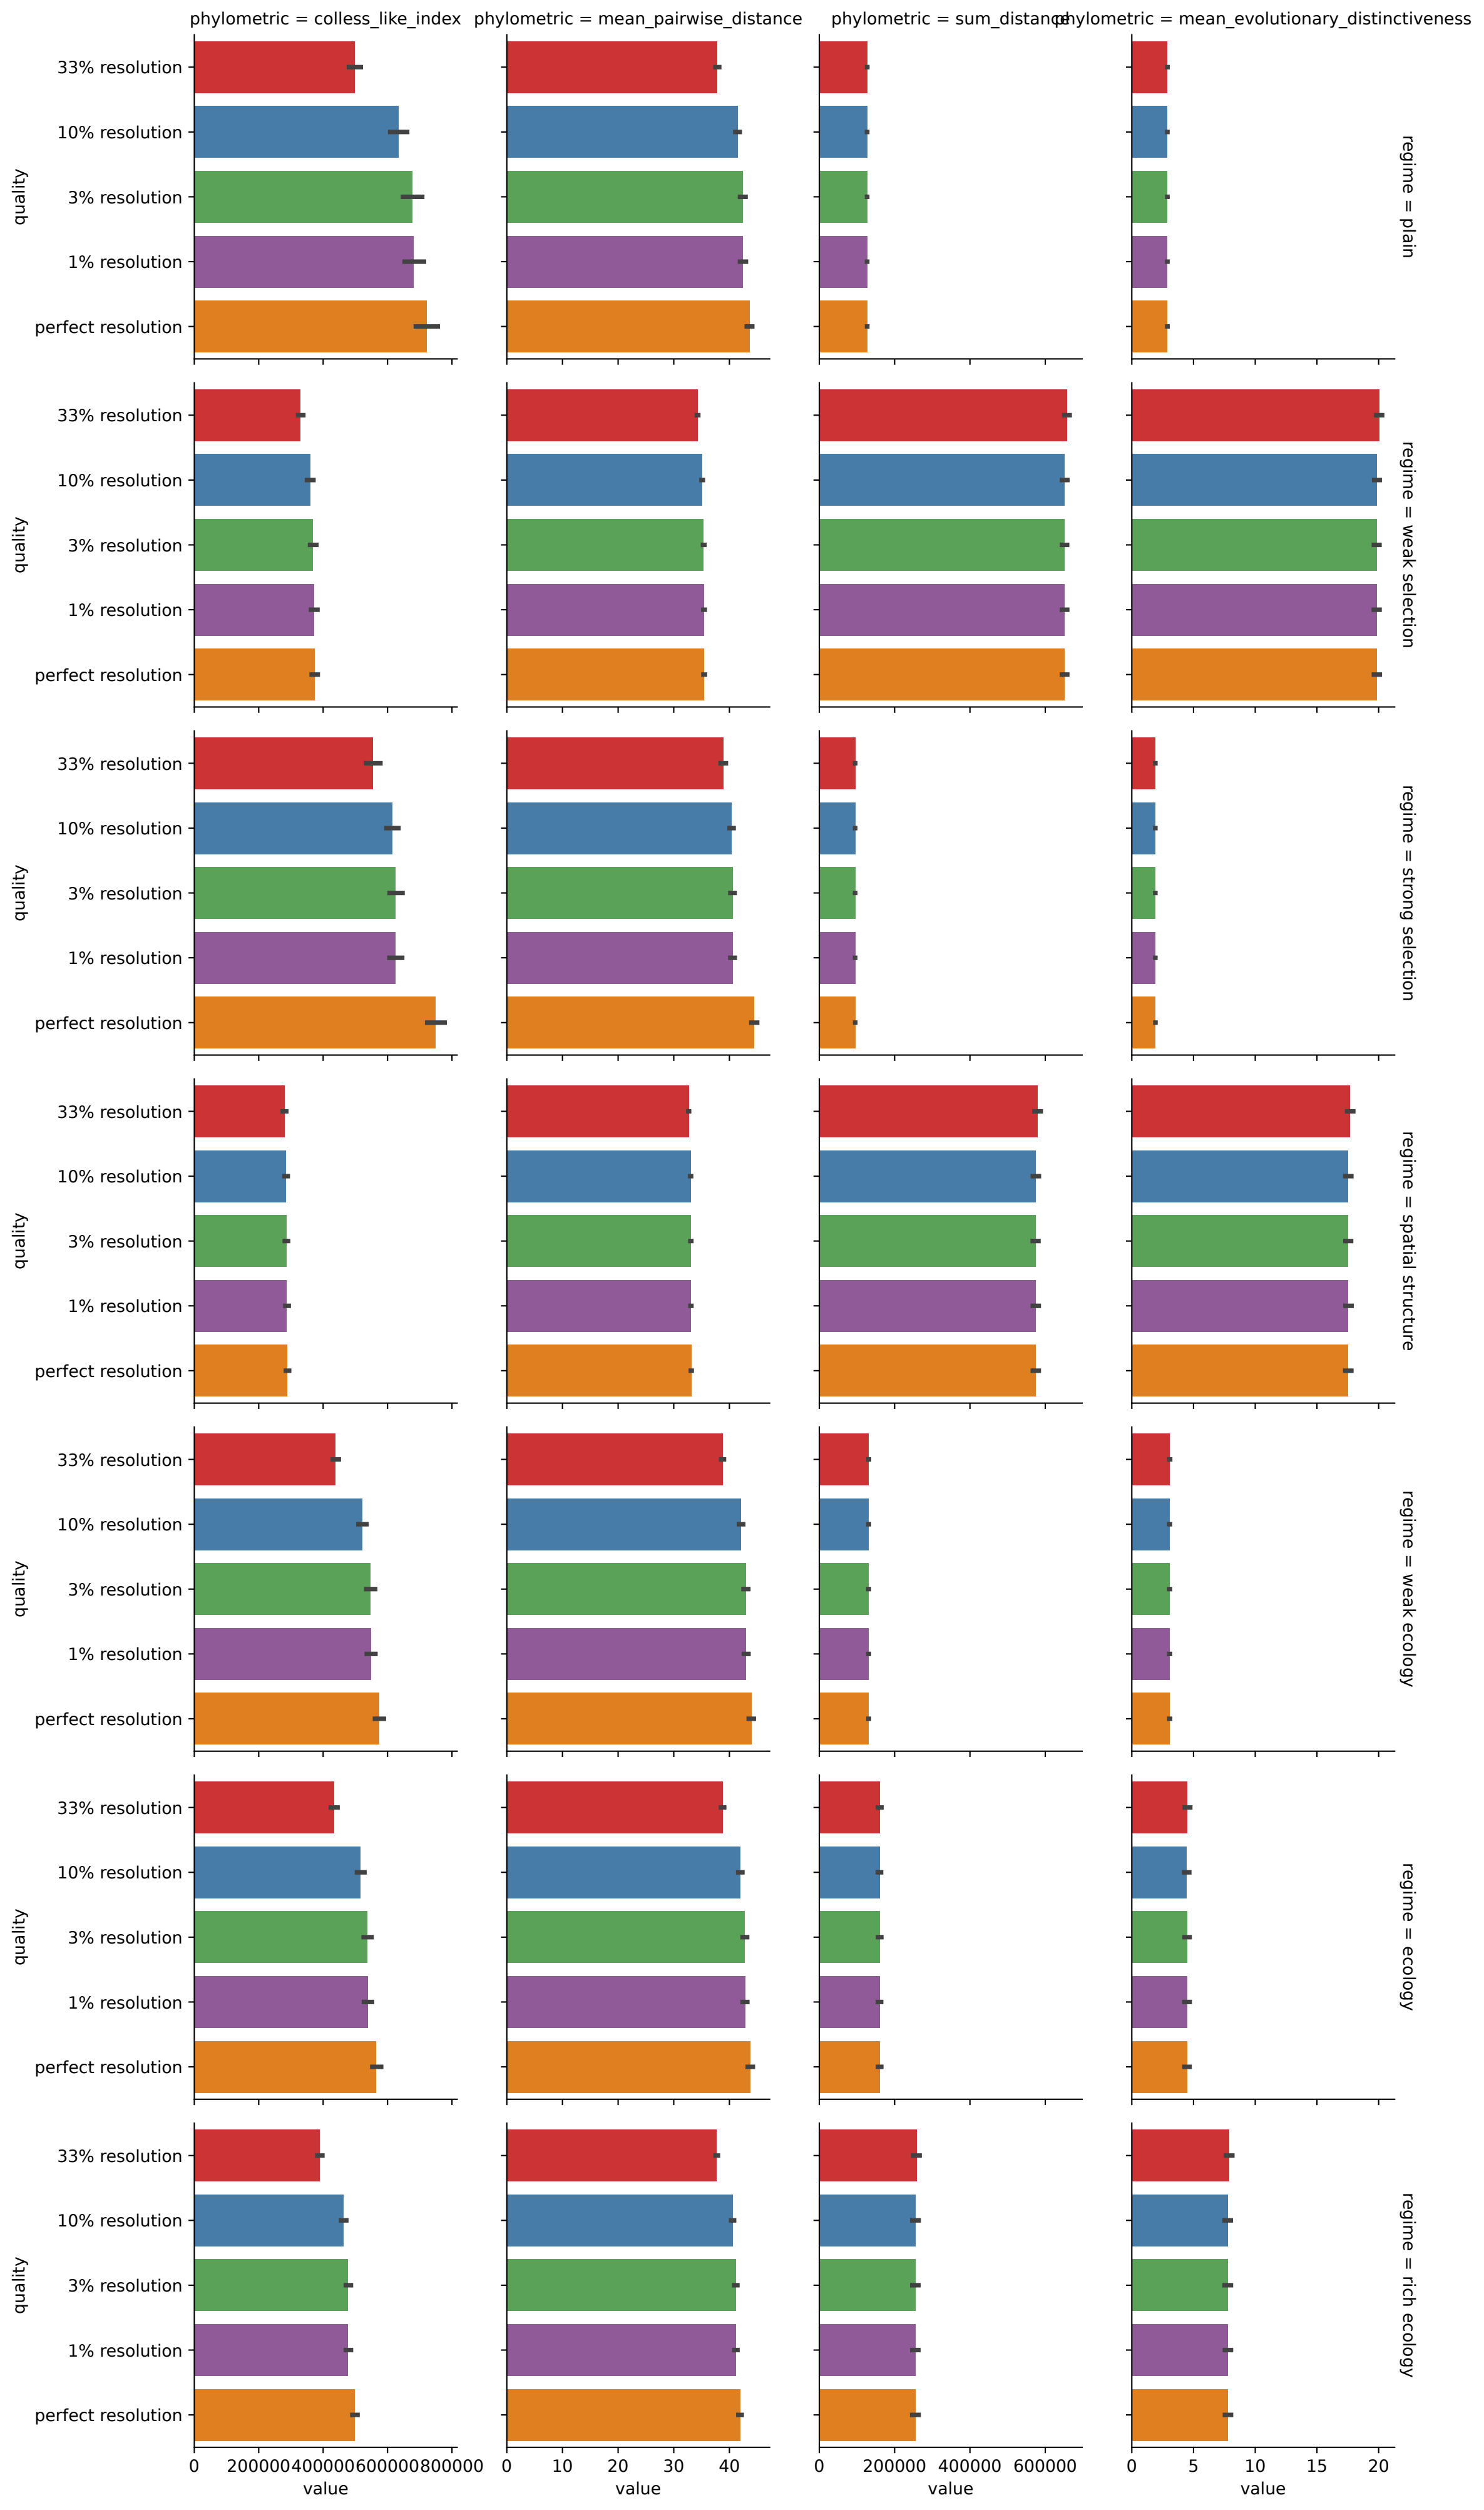 phylometric = colless_like_index
phylometric = mean_pairwise_distance
phylometric = sum_distance
phylometric = mean_evolutionary_distinctiveness
quality
33% resolution
10% resolution
3% resolution
1% resolution
perfect resolution
regime = plain
quality
33% resolution
10% resolution
3% resolution
1% resolution
perfect resolution
regime = weak selection
quality
33% resolution
10% resolution
3% resolution
1% resolution
perfect resolution
regime = strong selection
quality
33% resolution
10% resolution
3% resolution
1% resolution
perfect resolution
regime = spatial structure
quality
33% resolution
10% resolution
3% resolution
1% resolution
perfect resolution
regime = weak ecology
quality
33% resolution
10% resolution
3% resolution
1% resolution
perfect resolution
regime = ecology
quality
33% resolution
10% resolution
3% resolution
1% resolution
perfect resolution
regime = rich ecology
0 200000 400000 600000 800000
value
0 10 20 30 40
value
0 200000 400000 600000
value
0 5 10 15 20
value